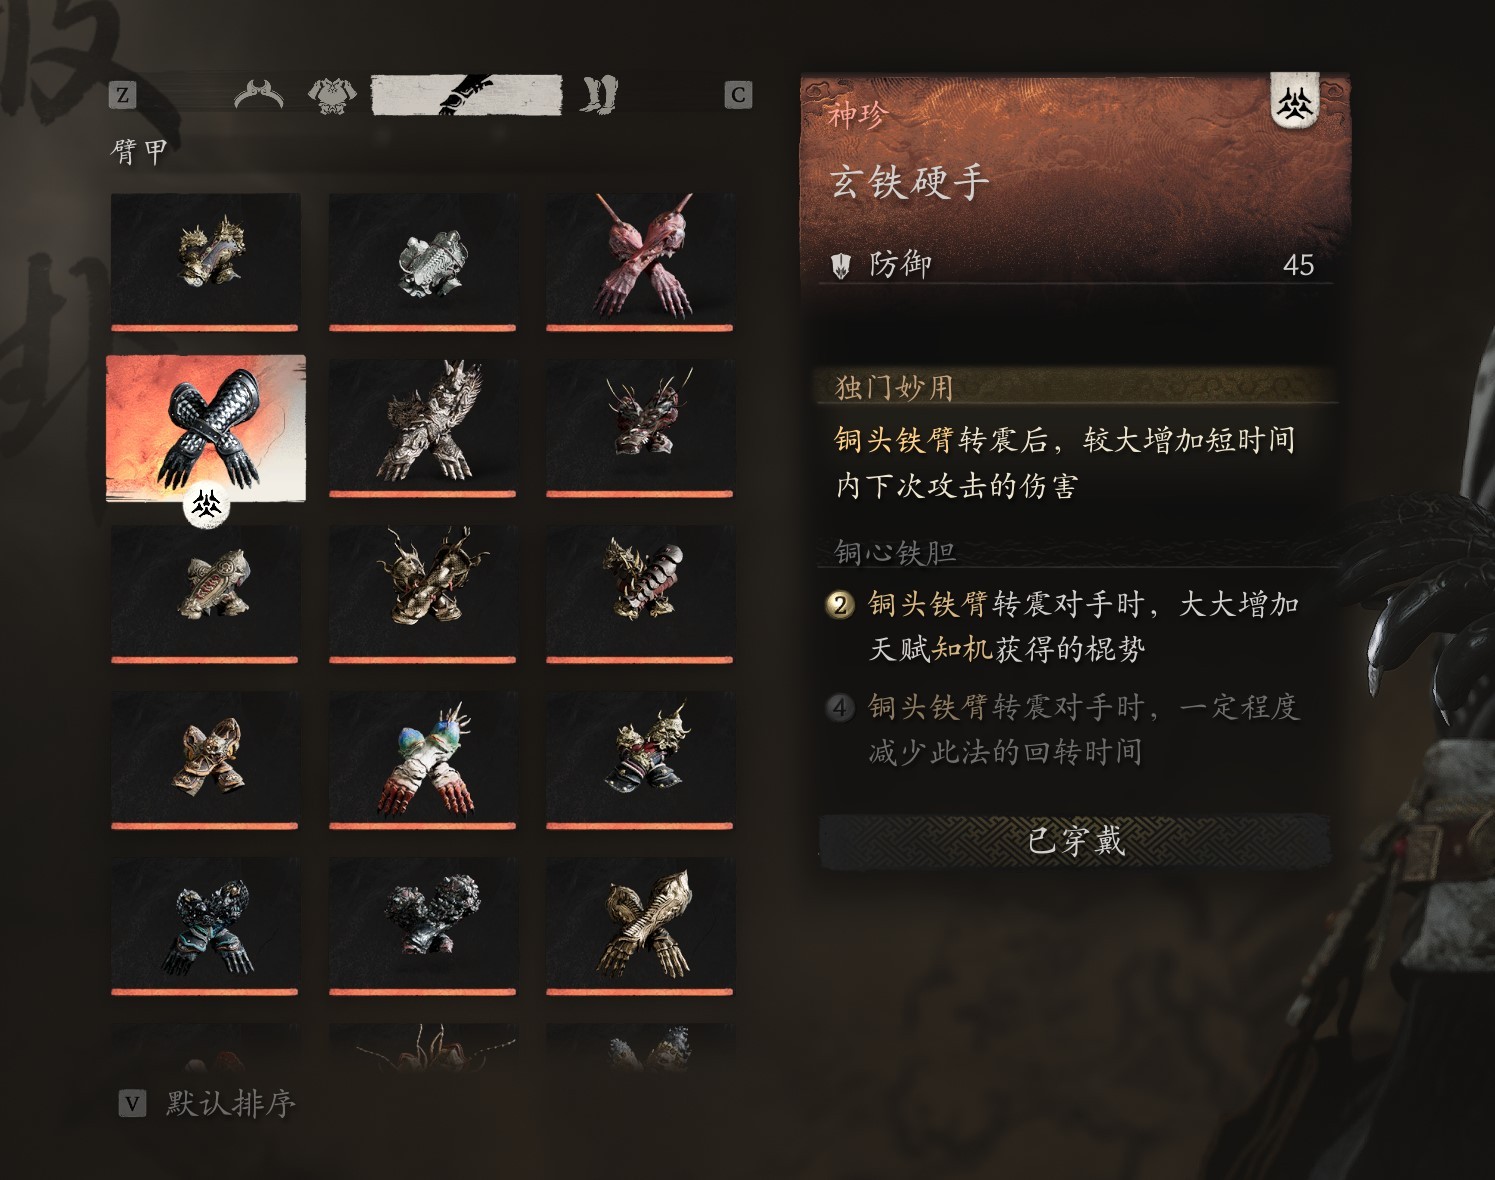 Z
C
臂甲
神珍
玄铁硬手
防御
45
独门妙用
铜头铁臂转震后，较大增加短时间
内下次攻击的伤害
铜心铁胆
2 铜头铁臂转震对手时，大大增加
天赋知机获得的棍势
4 铜头铁臂转震对手时，一定程度
减少此法的回转时间
已穿戴
V 默认排序